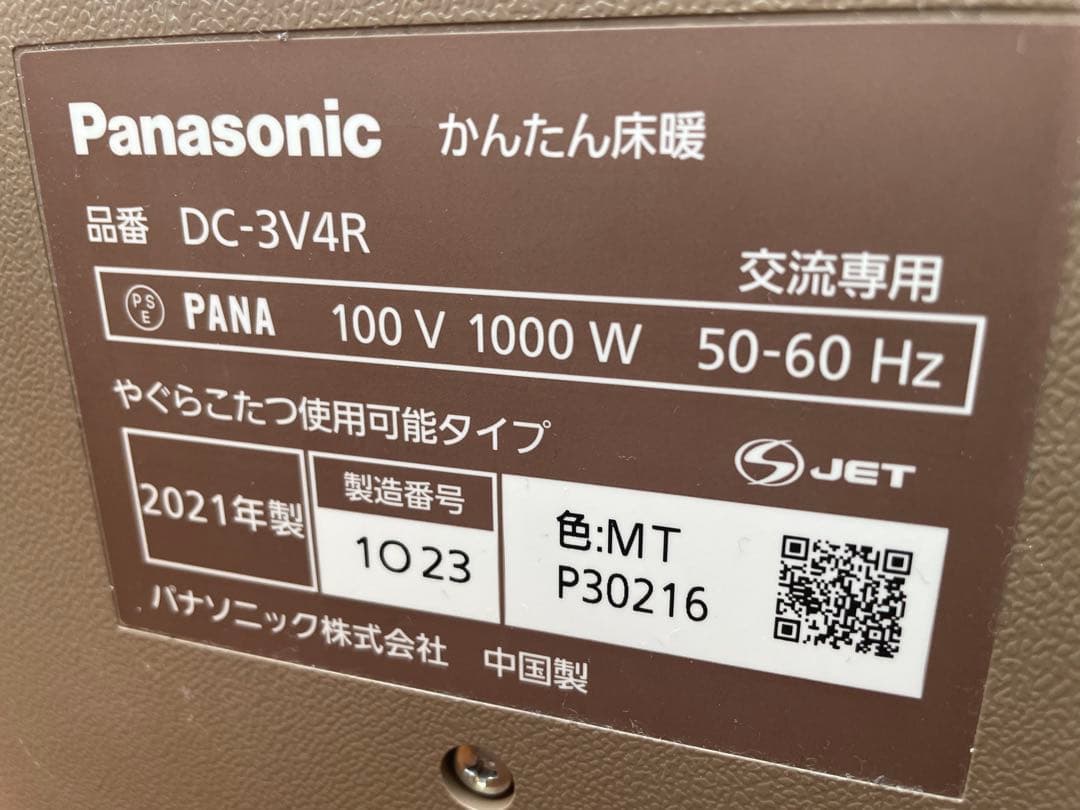 Panasonic かんたん床暖
品番 DC-3V4R
交流専用
PSE PANA 100 V 1000 W 50-60 Hz
やぐらこたつ使用可能タイプ
S JET
2021年製
製造番号
1O23
色:MT
P30216
パナソニック株式会社 中国製